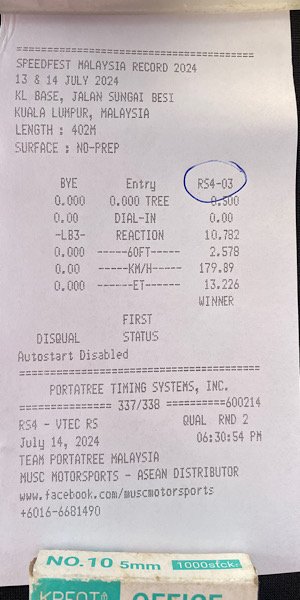 =====================================
SPEEDFEST MALAYSIA RECORD 2024
13 & 14 JULY 2024
KL BASE, JALAN SUNGAI BESI
KUALA LUMPUR, MALAYSIA
LENGTH : 402M
SURFACE : NO-PREP
BYE Entry RS4-03
0.000 0.000 TREE 0.500
0.00 DIAL-IN 0.00
-LB3- REACTION 10.782
0.000 ------60FT------ 2.578
0.00 ------KM/H------ 179.89
0.000 -------ET------- 13.226
WINNER
FIRST
DISQUAL STATUS
Autostart Disabled
=====================================
PORTATREE TIMING SYSTEMS, INC.
============== 337/338 ==========600214
RS4 - VTEC RS QUAL RND 2
July 14, 2024 06:30:54 PM
TEAM PORTATREE MALAYSIA
MUSC MOTORSPORTS - ASEAN DISTRIBUTOR
www.facebook.com/muscmotorsports
+6016-6681490
NO.10 5mm 1000stck